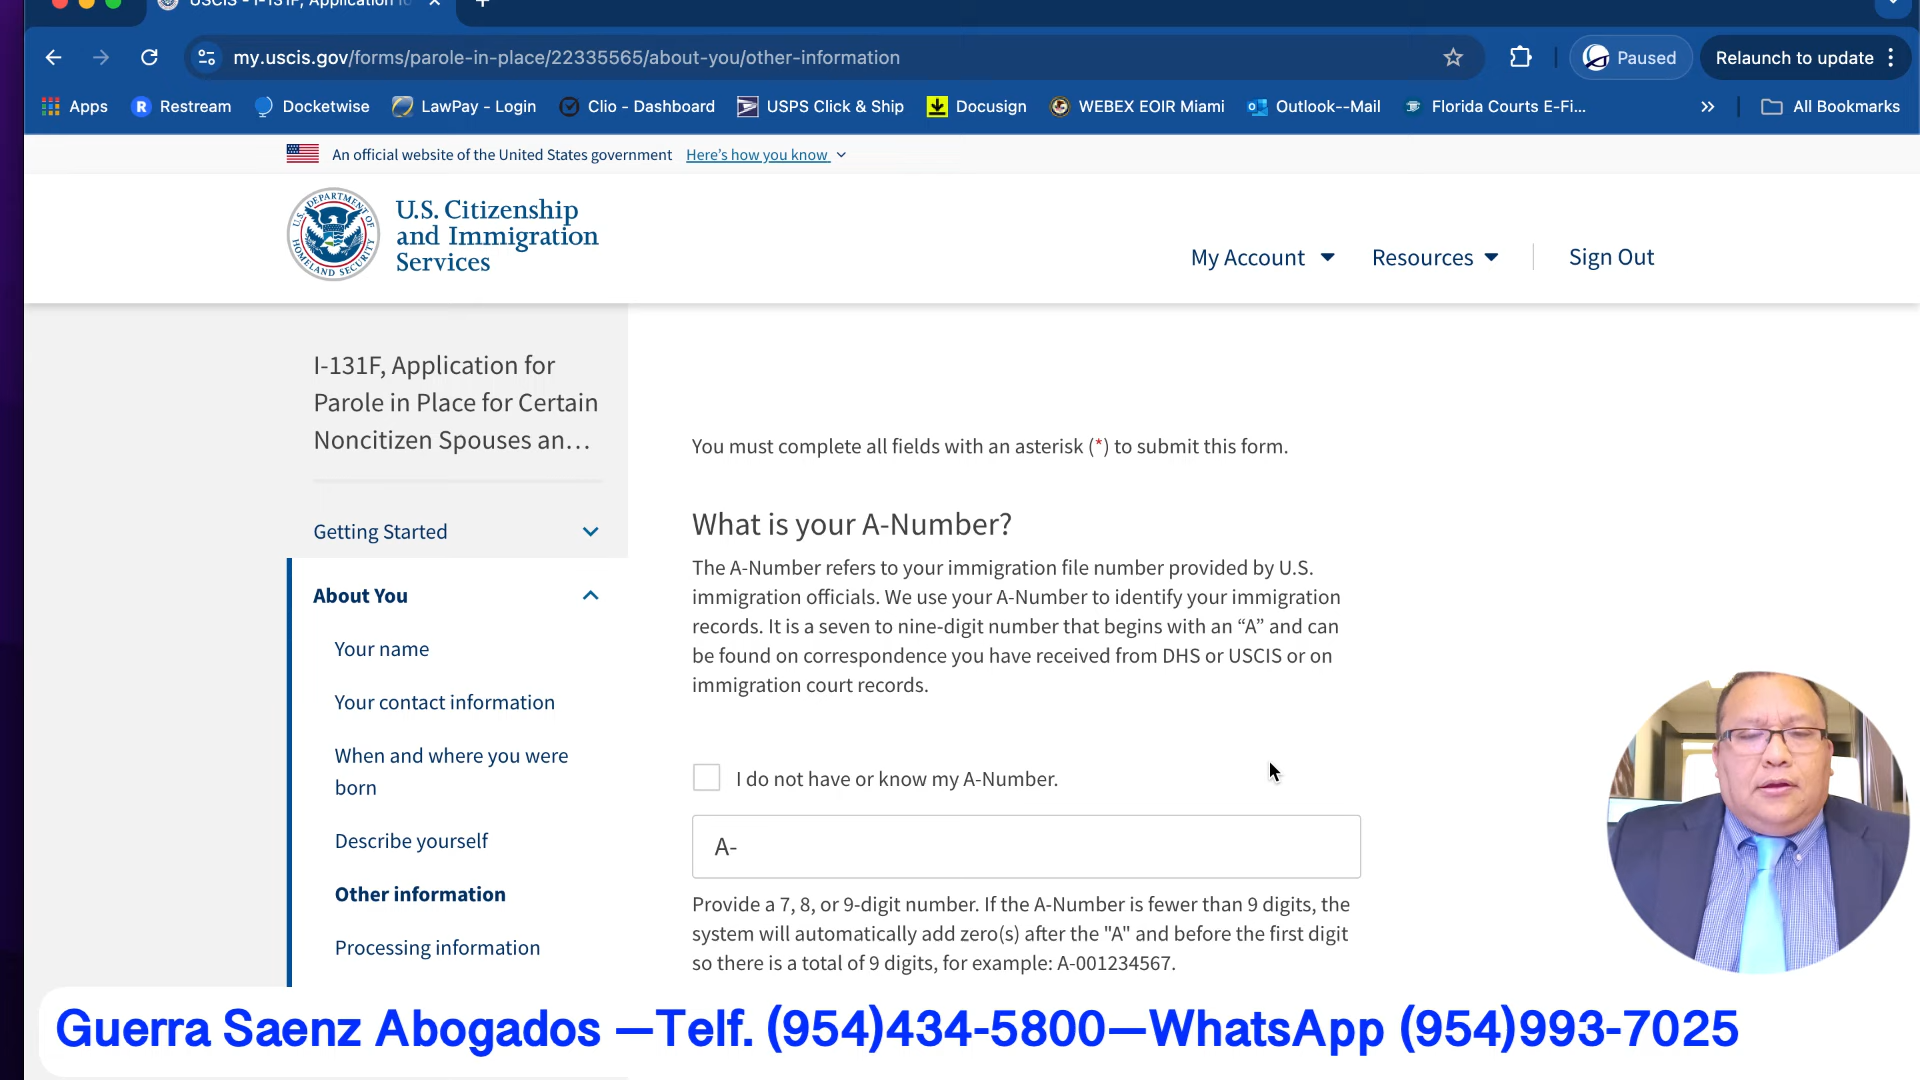 USCIS - I-131F, Application fo
my.uscis.gov/forms/parole-in-place/22335565/about-you/other-information
Paused
Relaunch to update
Apps
Restream
Docketwise
LawPay - Login
Clio - Dashboard
USPS Click & Ship
Docusign
WEBEX EOIR Miami
Outlook--Mail
Florida Courts E-Fi...
All Bookmarks
An official website of the United States government Here's how you know
U.S. DEPARTMENT OF HOMELAND SECURITY
U.S. Citizenship
and Immigration
Services
My Account
Resources
Sign Out
I-131F, Application for
Parole in Place for Certain
Noncitizen Spouses an…
Getting Started
About You
Your name
Your contact information
When and where you were
born
Describe yourself
Other information
Processing information
You must complete all fields with an asterisk (*) to submit this form.
What is your A-Number?
The A-Number refers to your immigration file number provided by U.S.
immigration officials. We use your A-Number to identify your immigration
records. It is a seven to nine-digit number that begins with an “A” and can
be found on correspondence you have received from DHS or USCIS or on
immigration court records.
I do not have or know my A-Number.
A-
Provide a 7, 8, or 9-digit number. If the A-Number is fewer than 9 digits, the
system will automatically add zero(s) after the "A" and before the first digit
so there is a total of 9 digits, for example: A-001234567.
Guerra Saenz Abogados —Telf. (954)434-5800—WhatsApp (954)993-7025